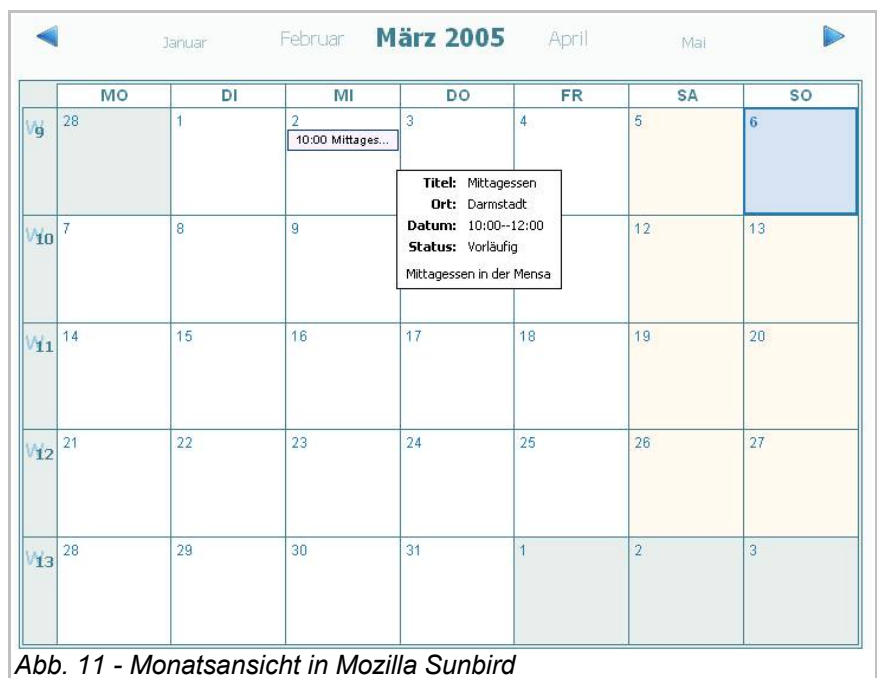 Januar Februar März 2005 April Mai
MO DI MI DO FR SA SO
W9 28 1 2 3 4 5 6
10:00 Mittages...
Titel: Mittagessen
Ort: Darmstadt
Datum: 10:00--12:00
Status: Vorläufig
Mittagessen in der Mensa
W10 7 8 9 12 13
W11 14 15 16 17 18 19 20
W12 21 22 23 24 25 26 27
W13 28 29 30 31 1 2 3
Abb. 11 - Monatsansicht in Mozilla Sunbird